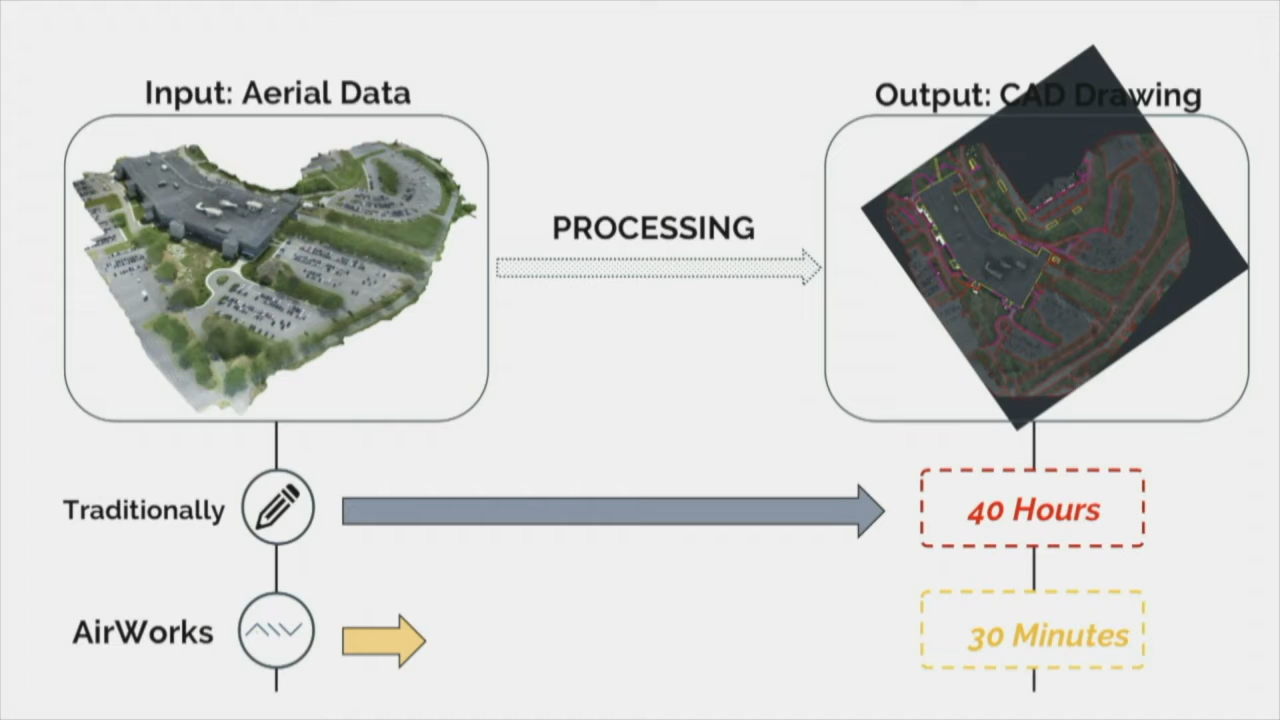 Input: Aerial Data
Output: CAD Drawing
PROCESSING
Traditionally
40 Hours
AirWorks
30 Minutes